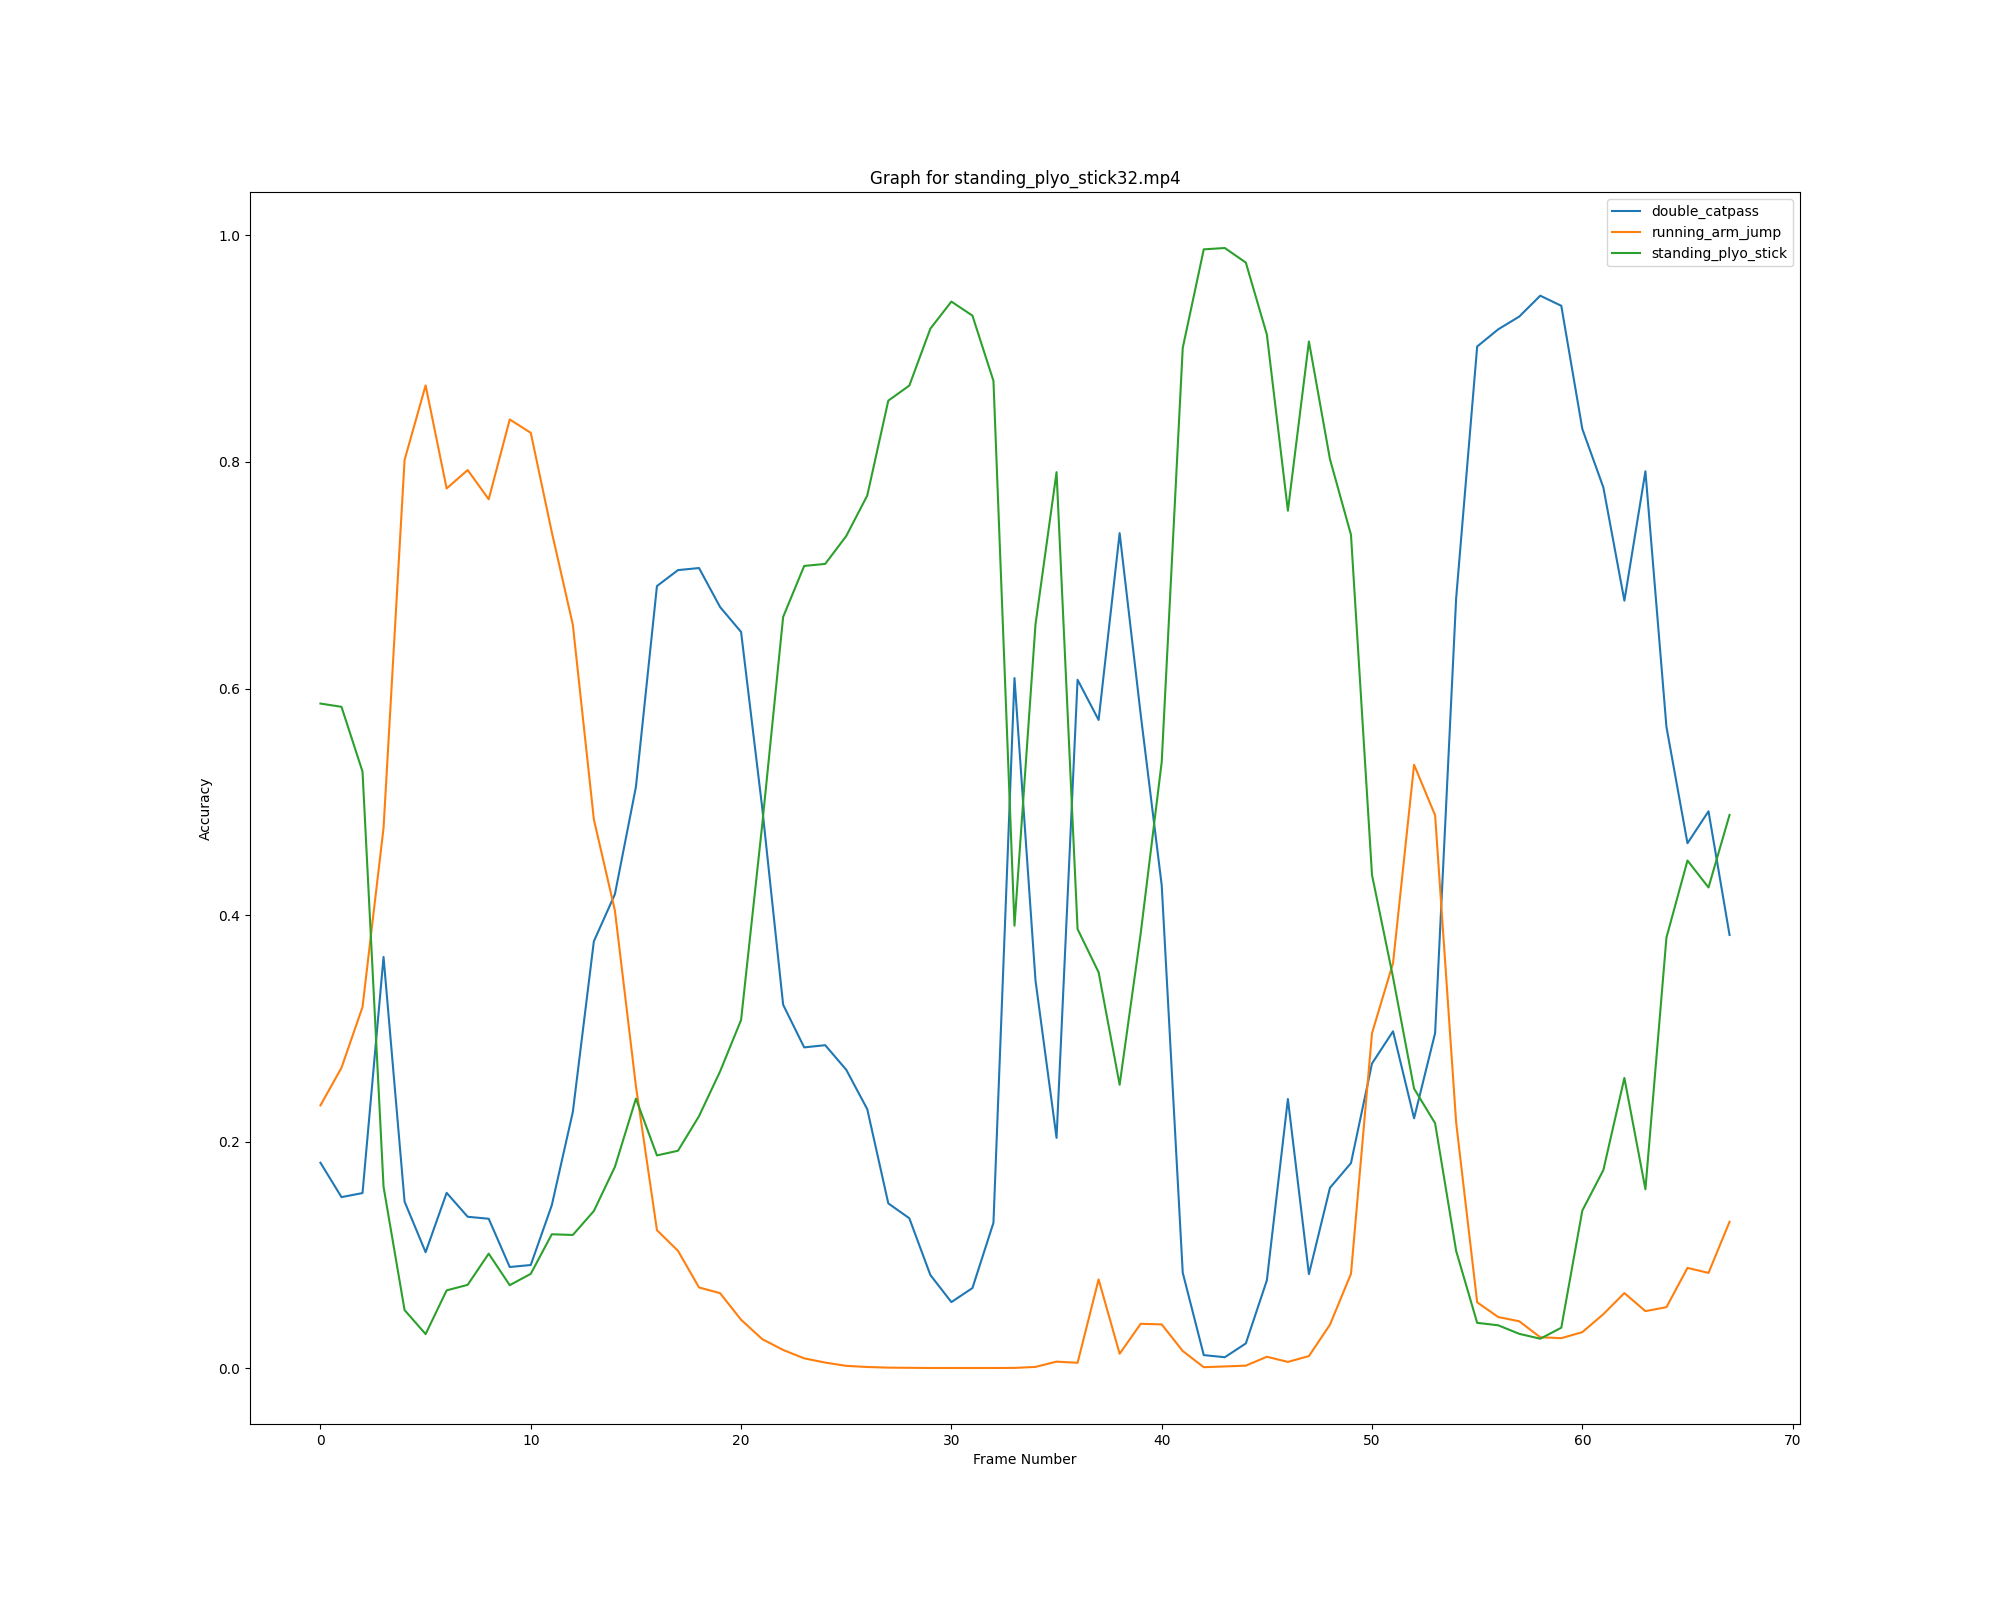 Graph for standing_plyo_stick32.mp4
double_catpass
running_arm_jump
standing_plyo_stick
1.0
0.8
0.6
0.4
0.2
0.0
Accuracy
0 10 20 30 40 50 60 70
Frame Number